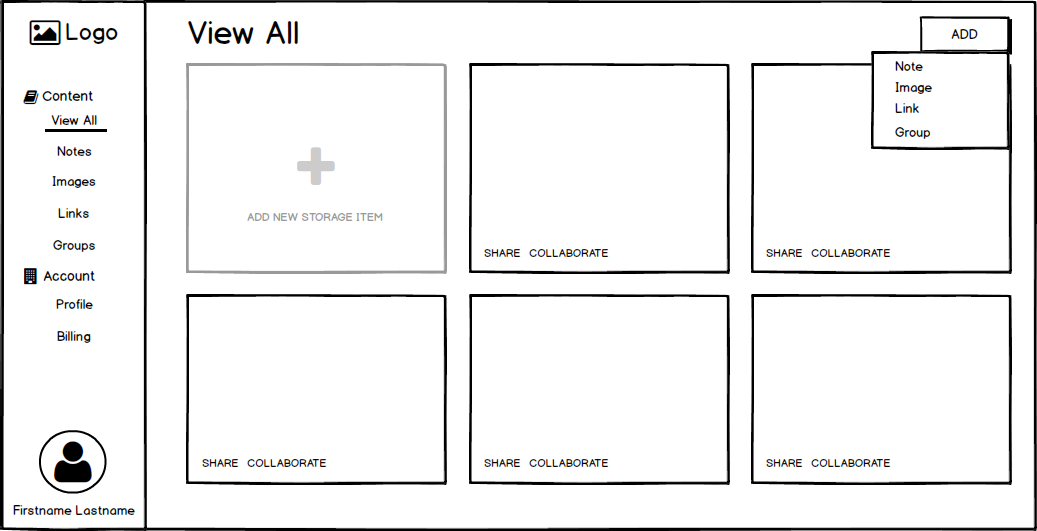 Logo
Content
View All
Notes
Images
Links
Groups
Account
Profile
Billing
Firstname Lastname
View All
ADD
Note
Image
Link
Group
ADD NEW STORAGE ITEM
SHARE COLLABORATE
SHARE COLLABORATE
SHARE COLLABORATE
SHARE COLLABORATE
SHARE COLLABORATE